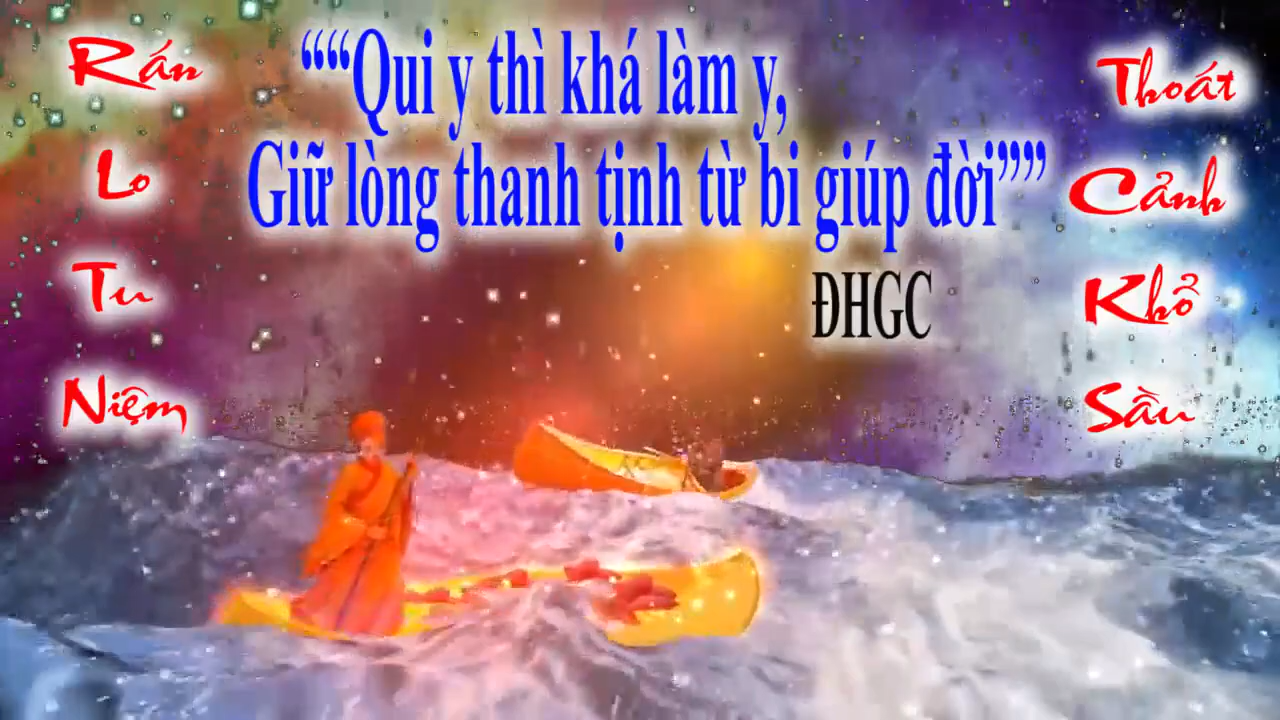 Rán
Lo
Tu
Niệm
““Qui y thì khá làm y,
Giữ lòng thanh tịnh từ bi giúp đời””
ĐHGC
Thoát
Cảnh
Khổ
Sầu